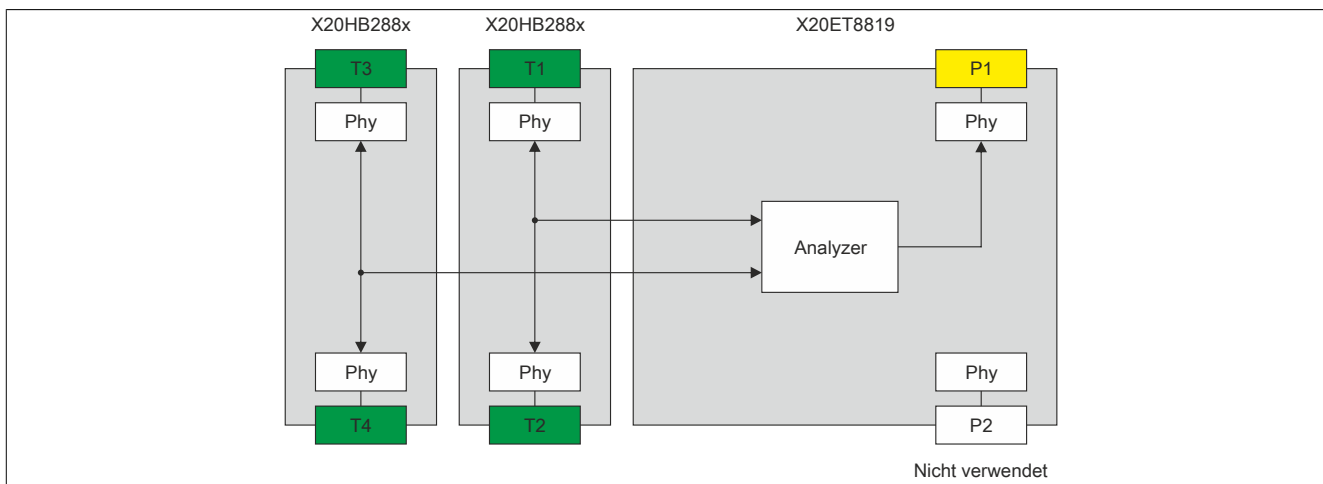 X20HB288x
X20HB288x
X20ET8819
T3
T1
P1
Phy
Phy
Phy
Analyzer
Phy
Phy
Phy
T4
T2
P2
Nicht verwendet